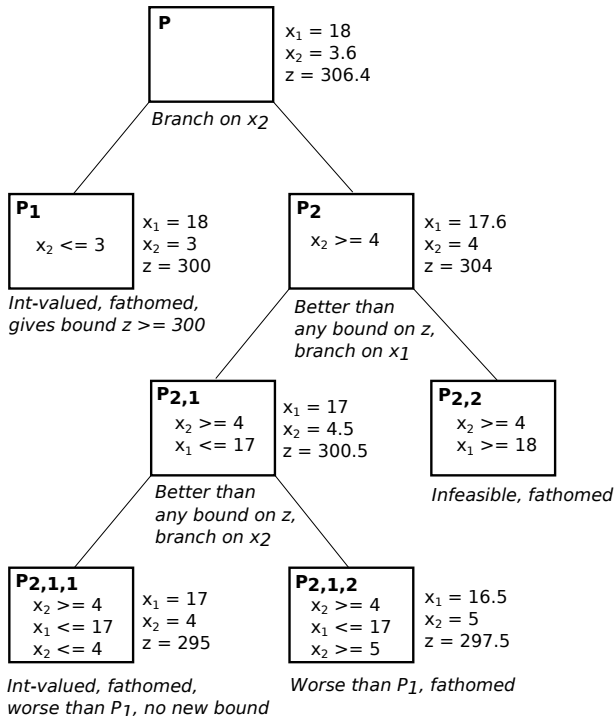 P
x1 = 18
x2 = 3.6
z = 306.4
Branch on x2
P1
x2 <= 3
x1 = 18
x2 = 3
z = 300
Int-valued, fathomed,
gives bound z >= 300
P2
x2 >= 4
x1 = 17.6
x2 = 4
z = 304
Better than
any bound on z,
branch on x1
P2,1
x2 >= 4
x1 <= 17
x1 = 17
x2 = 4.5
z = 300.5
Better than
any bound on z,
branch on x2
P2,2
x2 >= 4
x1 >= 18
Infeasible, fathomed
P2,1,1
x2 >= 4
x1 <= 17
x2 <= 4
x1 = 17
x2 = 4
z = 295
Int-valued, fathomed,
worse than P1, no new bound
P2,1,2
x2 >= 4
x1 <= 17
x2 >= 5
x1 = 16.5
x2 = 5
z = 297.5
Worse than P1, fathomed